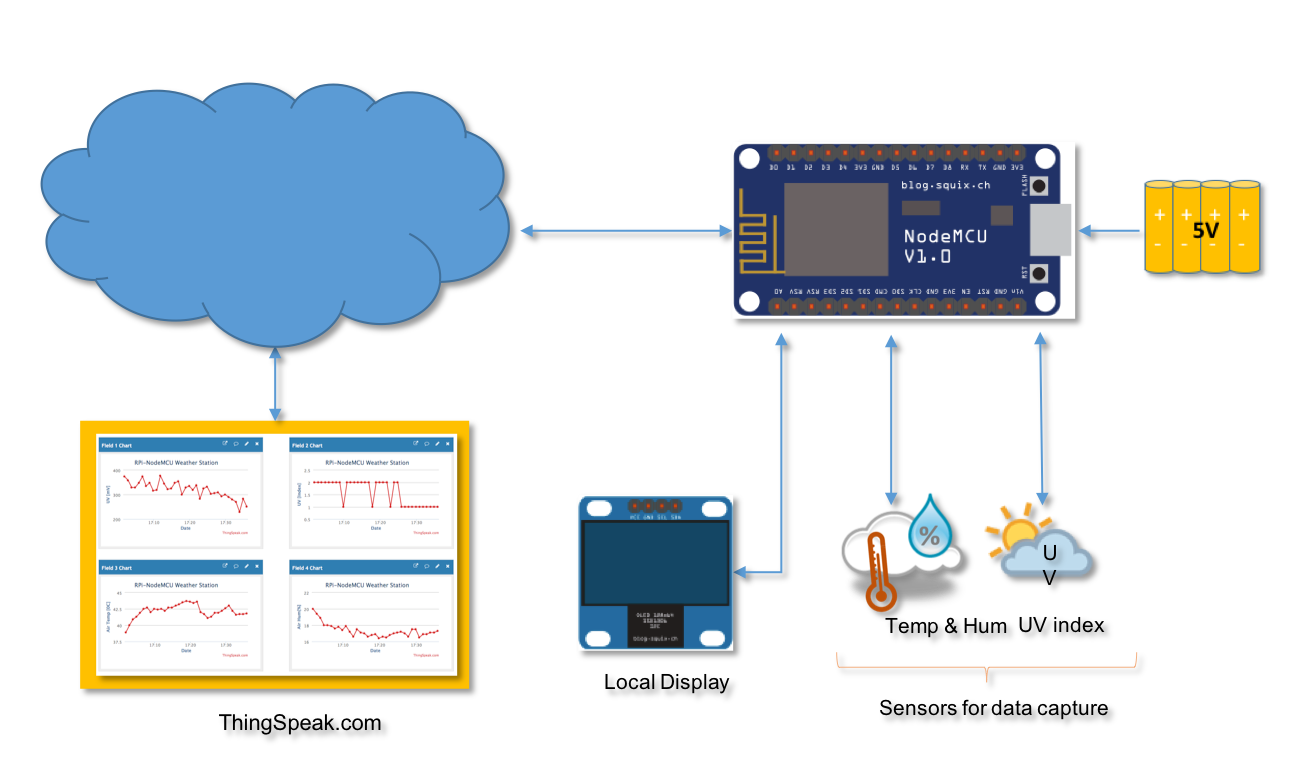 D0 D1 D2 D3 D4 3V3 GND D5 D6 D7 D8 RX TX GND 3V3
blog.squix.ch
FLASH
NodeMCU
V1.0
RST
A0 RSV RSV SD3 SD2 SD1 CMD SD0 CLK GND 3V3 EN RST GND Vin
+ + + +
5V
- - - -
Field 1 Chart
RPi-NodeMCU Weather Station
UV [mV]
400
300
200
17:10 17:20 17:30
Date
ThingSpeak.com
Field 2 Chart
RPi-NodeMCU Weather Station
UV [Index]
2.5
2
1.5
1
0.5
17:10 17:20 17:30
Date
ThingSpeak.com
Field 3 Chart
RPi-NodeMCU Weather Station
Air Temp [oC]
45
42.5
40
37.5
17:10 17:20 17:30
Date
ThingSpeak.com
Field 4 Chart
RPi-NodeMCU Weather Station
Air Hum[%]
22
20
18
16
17:10 17:20 17:30
Date
ThingSpeak.com
ThingSpeak.com
VCC GND SCL SDA
OLED 128x64
SSD1306
blog.squix.ch
Local Display
%
Temp & Hum
U
V
UV index
Sensors for data capture